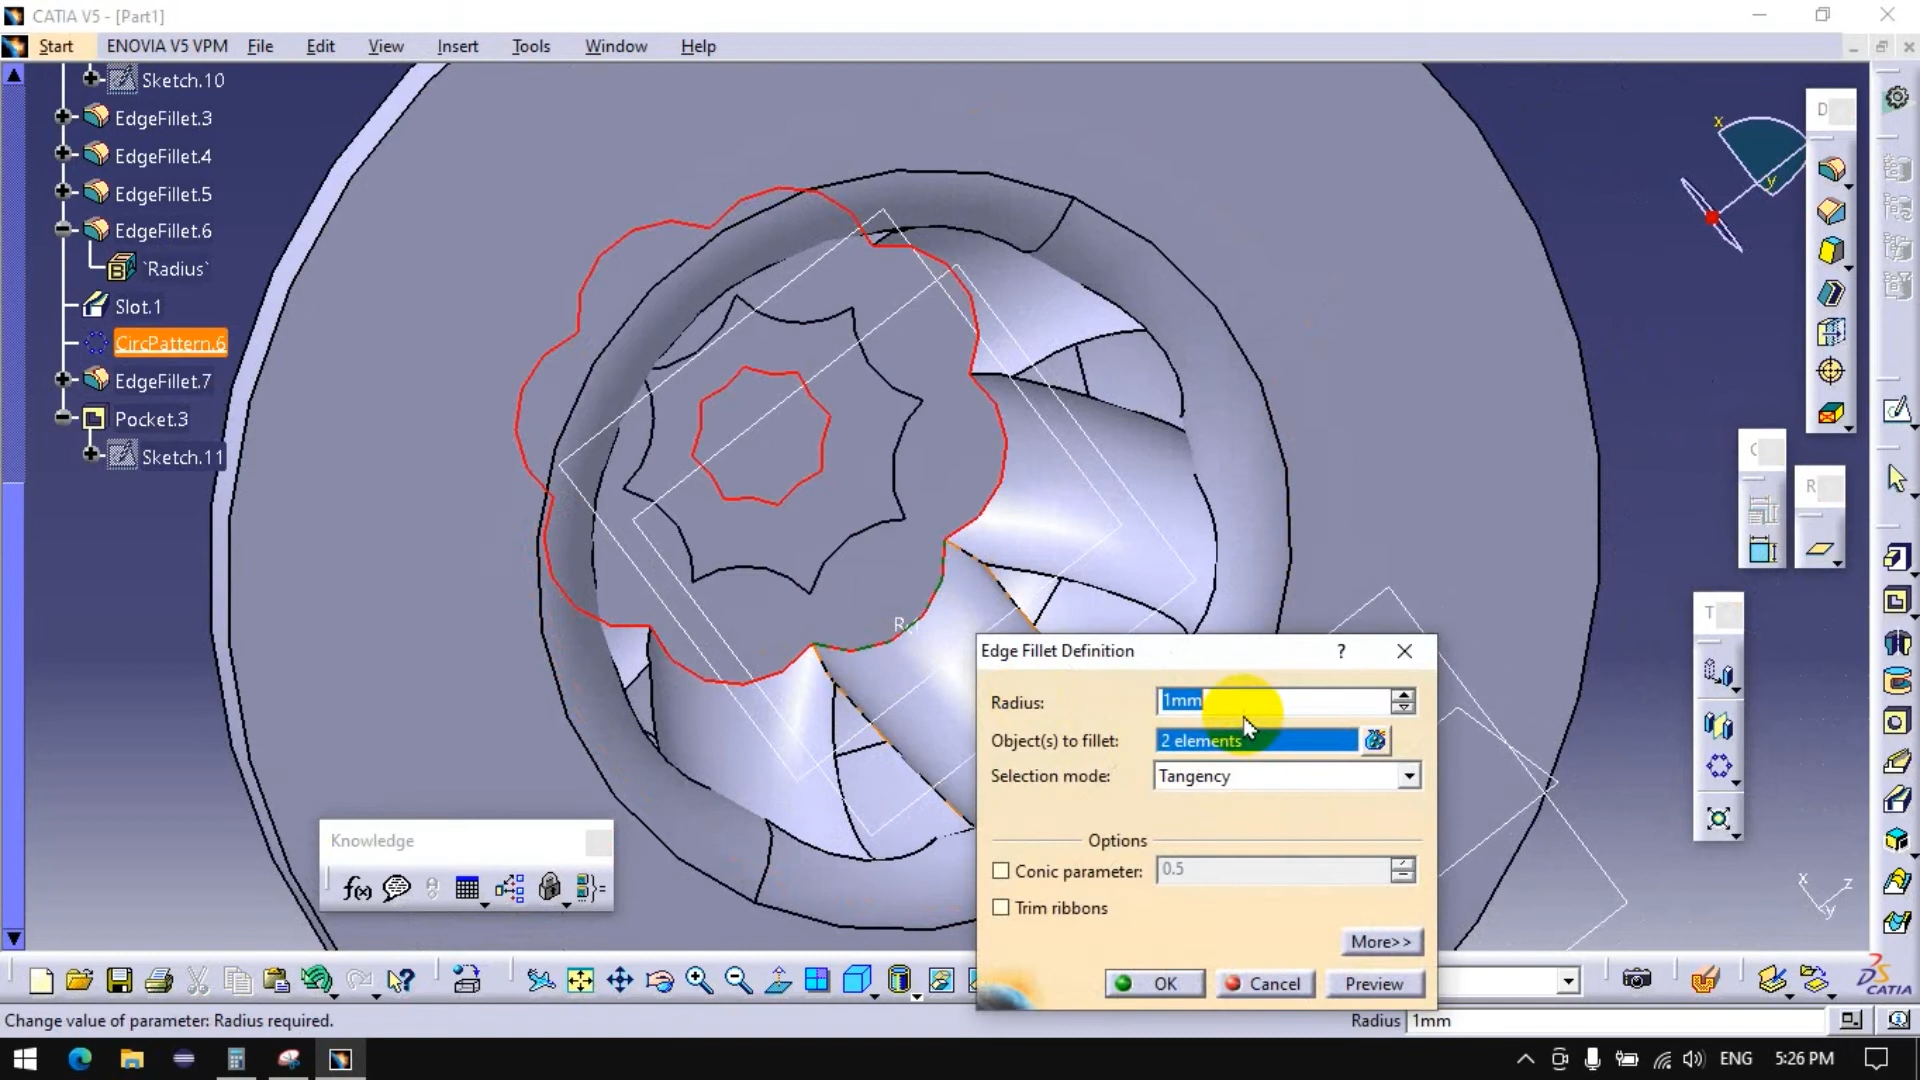 CATIA V5 - [Part1]
Start ENOVIA V5 VPM File Edit View Insert Tools Window Help
Sketch.10
EdgeFillet.3
EdgeFillet.4
EdgeFillet.5
EdgeFillet.6
`Radius`
Slot.1
CircPattern.6
EdgeFillet.7
Pocket.3
Sketch.11
x
y
D
C
R
T
Edge Fillet Definition ?
Radius: 1mm
Object(s) to fillet: 2 elements
Selection mode: Tangency
Options
Conic parameter: 0.5
Trim ribbons
More>>
OK Cancel Preview
Knowledge
f(x)
x
z
y
CATIA
Change value of parameter: Radius required.
Radius 1mm
ENG 5:26 PM